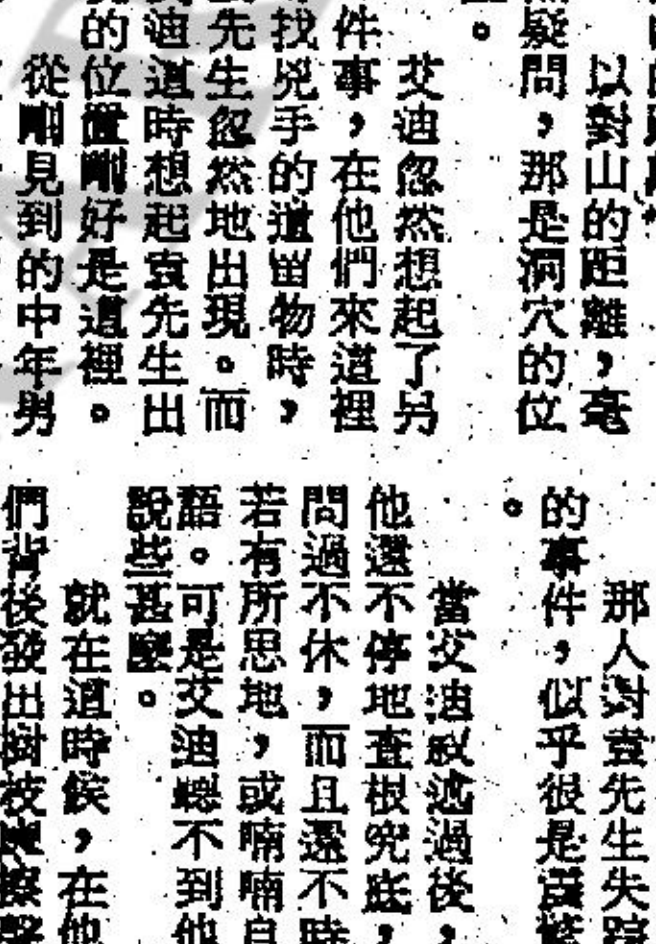 以對山的距離，毫
疑問，那是洞穴的位
。
艾迪忽然想起了另
件事，在他們來這裡
找兇手的遺留物時，
先生忽然地出現。而
迪這時想起袁先生出
的位置剛好是這裡。
從剛見到的中年男
那人對袁先生失踪
的事件，似乎很是震驚
。
當艾迪敘述過後，
他還不停地查根究底，
問過不休，而且還不時
若有所思地，或喃喃自
語。可是艾迪聽不到他
說些甚麼。
就在這時候，在他
們背後發出樹枝擦聲